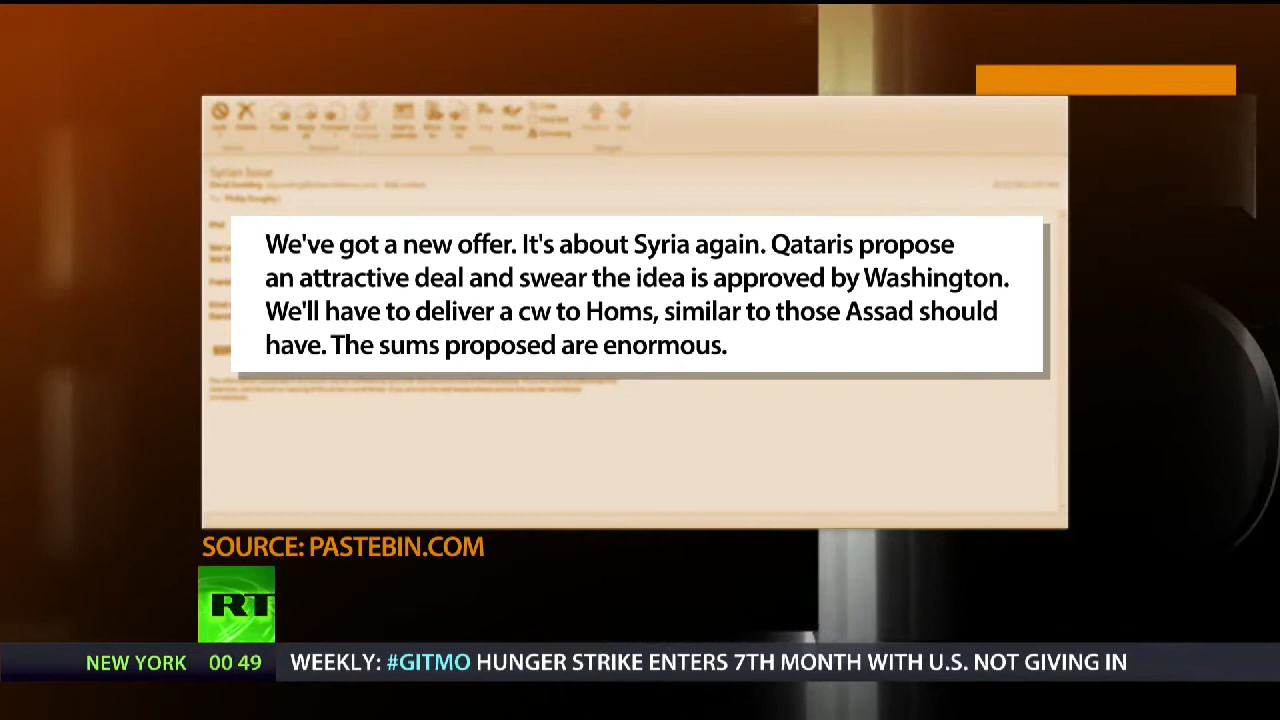 Syrian Issue
We've got a new offer. It's about Syria again. Qataris propose
an attractive deal and swear the idea is approved by Washington.
We'll have to deliver a cw to Homs, similar to those Assad should
have. The sums proposed are enormous.
SOURCE: PASTEBIN.COM
RT
NEW YORK 00 49 WEEKLY: #GITMO HUNGER STRIKE ENTERS 7TH MONTH WITH U.S. NOT GIVING IN